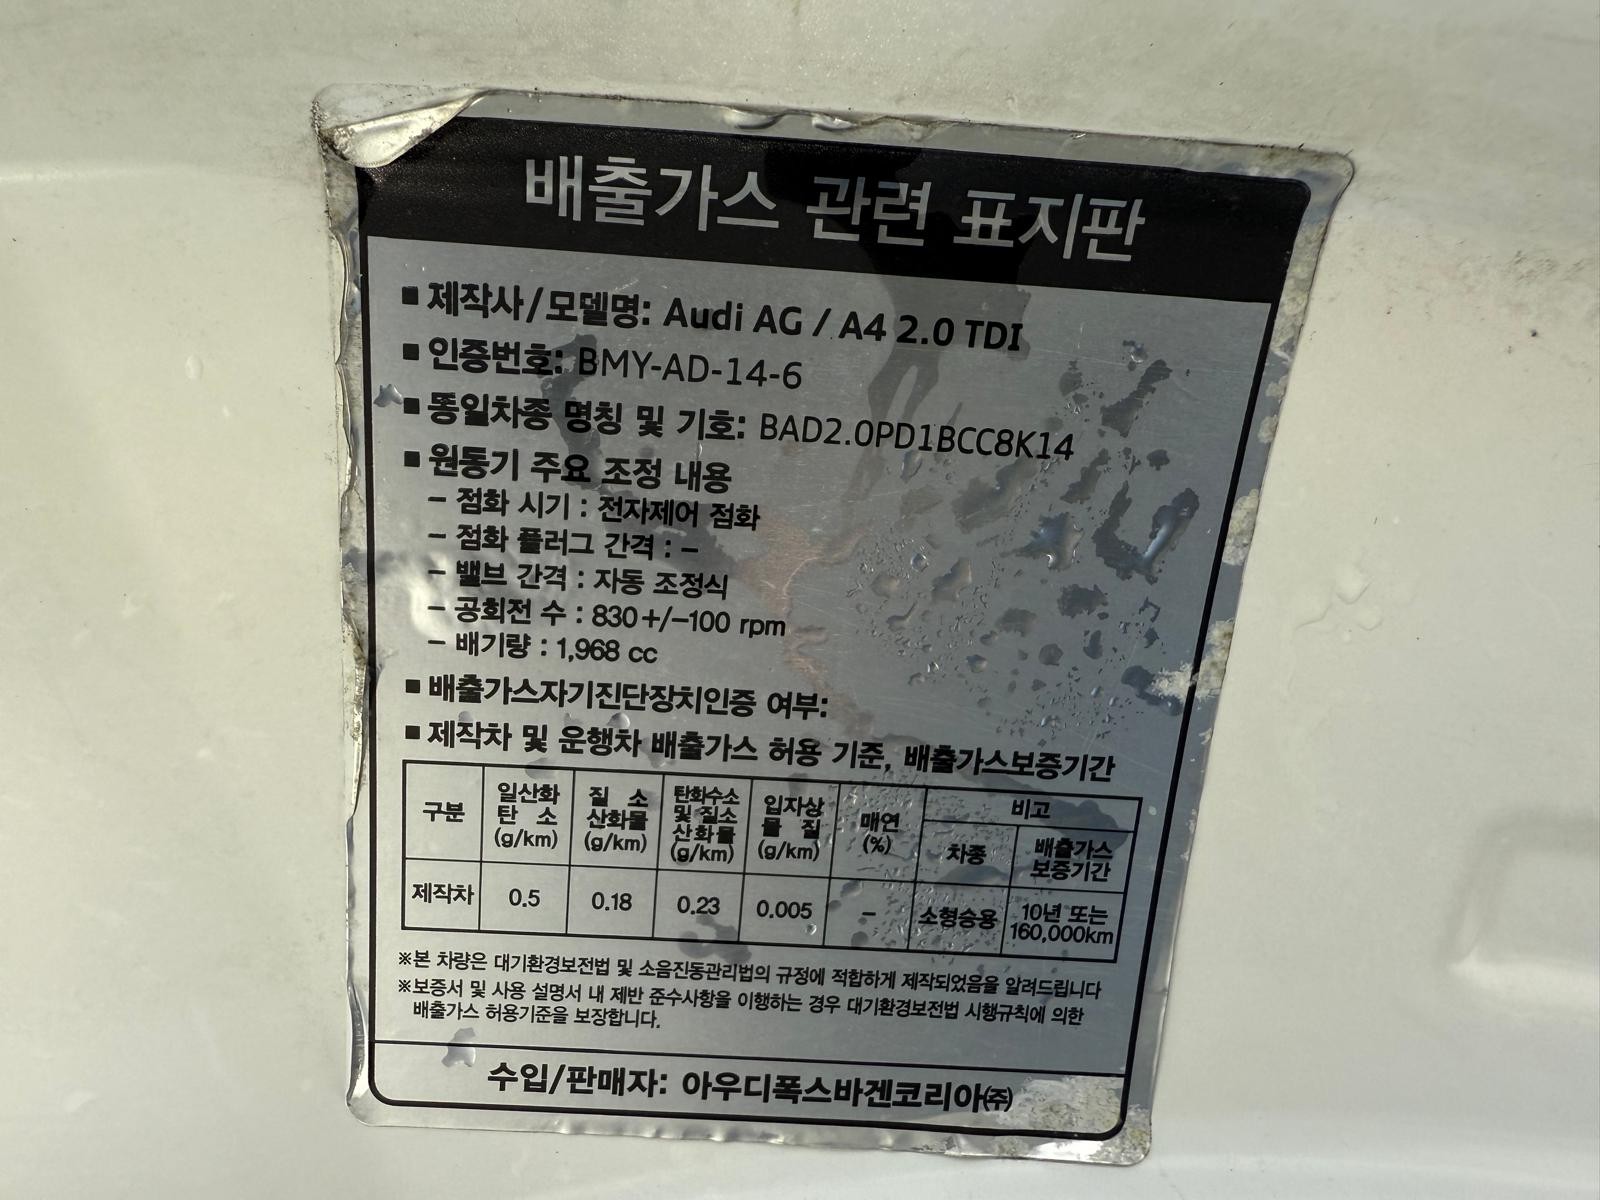 배출가스 관련 표지판
■ 제작사/모델명: Audi AG / A4 2.0 TDI
■ 인증번호: BMY-AD-14-6
■ 동일차종 명칭 및 기호: BAD2.0PD1BCC8K14
■ 원동기 주요 조정 내용
– 점화 시기 : 전자제어 점화
– 점화 플러그 간격 : –
– 밸브 간격 : 자동 조정식
– 공회전 수 : 830+/–100 rpm
– 배기량 : 1,968 cc
■ 배출가스자기진단장치인증 여부:
■ 제작차 및 운행차 배출가스 허용 기준, 배출가스보증기간
구분 일산화 탄 소 (g/km) 질 소 산화물 (g/km) 탄화수소 및 질소 산화물 (g/km) 입자상 물 질 (g/km) 매연 (%) 비고
차종 배출가스 보증기간
제작차 0.5 0.18 0.23 0.005 – 소형승용 10년 또는 160,000km
※본 차량은 대기환경보전법 및 소음진동관리법의 규정에 적합하게 제작되었음을 알려드립니다
※보증서 및 사용 설명서 내 제반 준수사항을 이행하는 경우 대기환경보전법 시행규칙에 의한
배출가스 허용기준을 보장합니다.
수입/판매자: 아우디폭스바겐코리아㈜